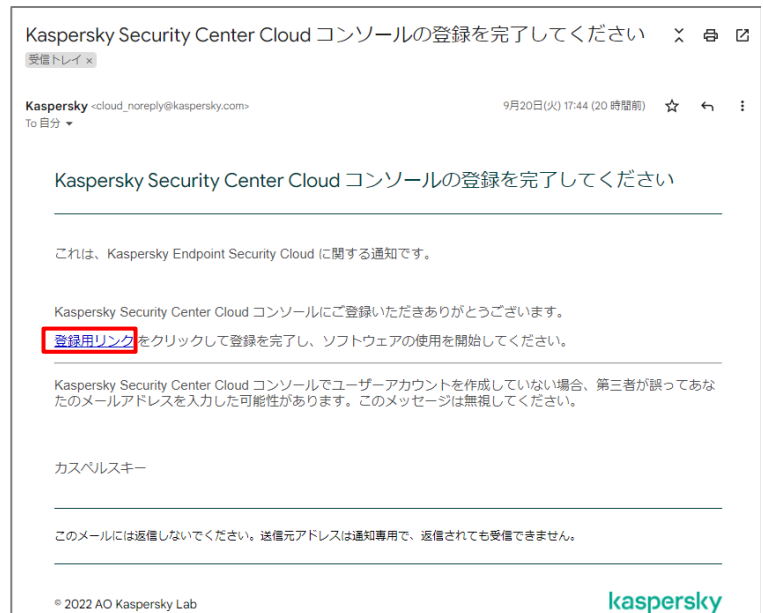 Kaspersky Security Center Cloud コンソールの登録を完了してください
受信トレイ ×
Kaspersky <cloud_noreply@kaspersky.com> 9月20日(火) 17:44 (20 時間前)
To 自分
Kaspersky Security Center Cloud コンソールの登録を完了してください
これは、Kaspersky Endpoint Security Cloud に関する通知です。
Kaspersky Security Center Cloud コンソールにご登録いただきありがとうございます。
登録用リンクをクリックして登録を完了し、ソフトウェアの使用を開始してください。
Kaspersky Security Center Cloud コンソールでユーザーアカウントを作成していない場合、第三者が誤ってあな
たのメールアドレスを入力した可能性があります。このメッセージは無視してください。
カスペルスキー
このメールには返信しないでください。送信元アドレスは通知専用で、返信されても受信できません。
© 2022 AO Kaspersky Lab kaspersky